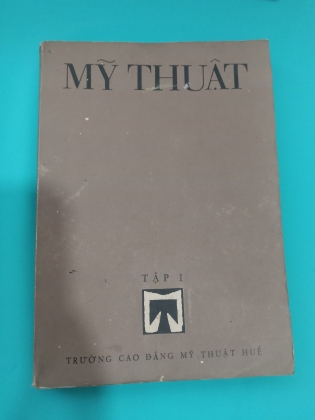 MỸ THUẬT
TẬP I
TRƯỜNG CAO ĐẲNG MỸ THUẬT HUẾ